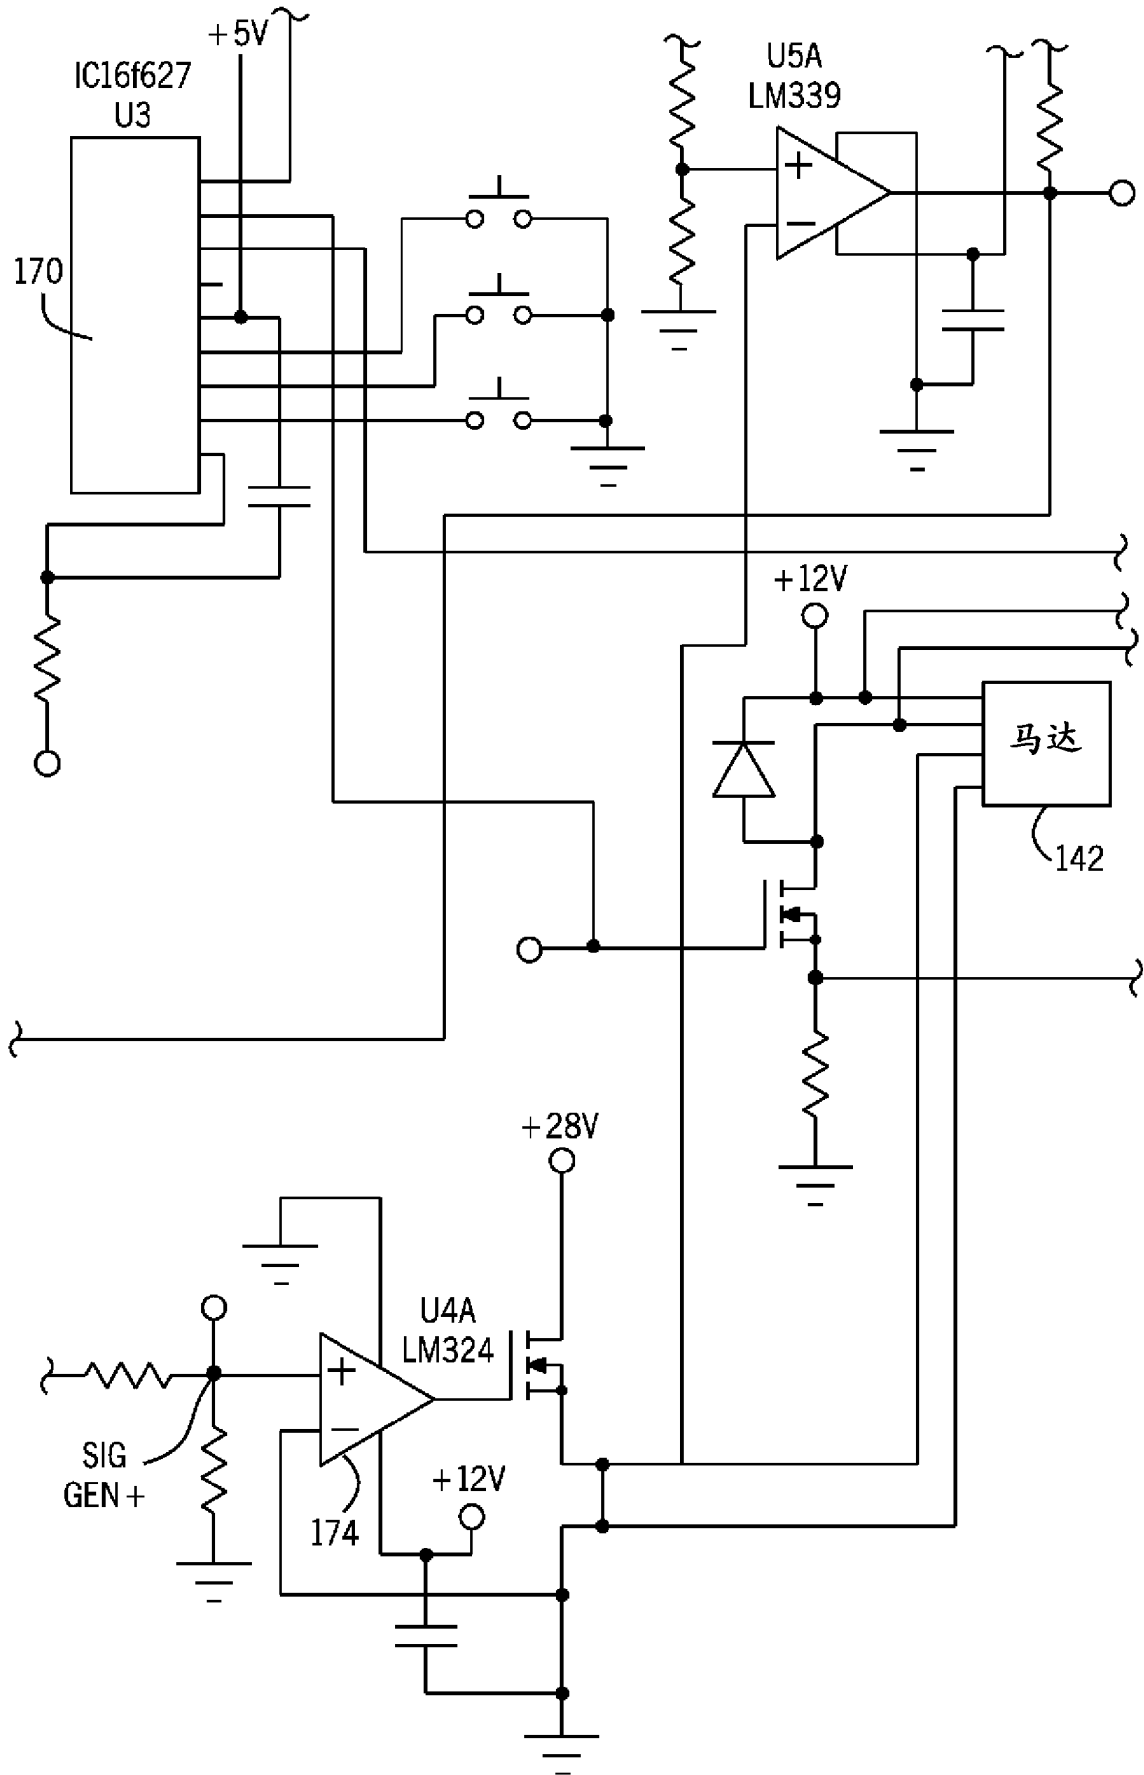 +5V
IC16f627
U3
U5A
LM339
170
+12V
马达
142
+28V
U4A
LM324
SIG
GEN+
+12V
174